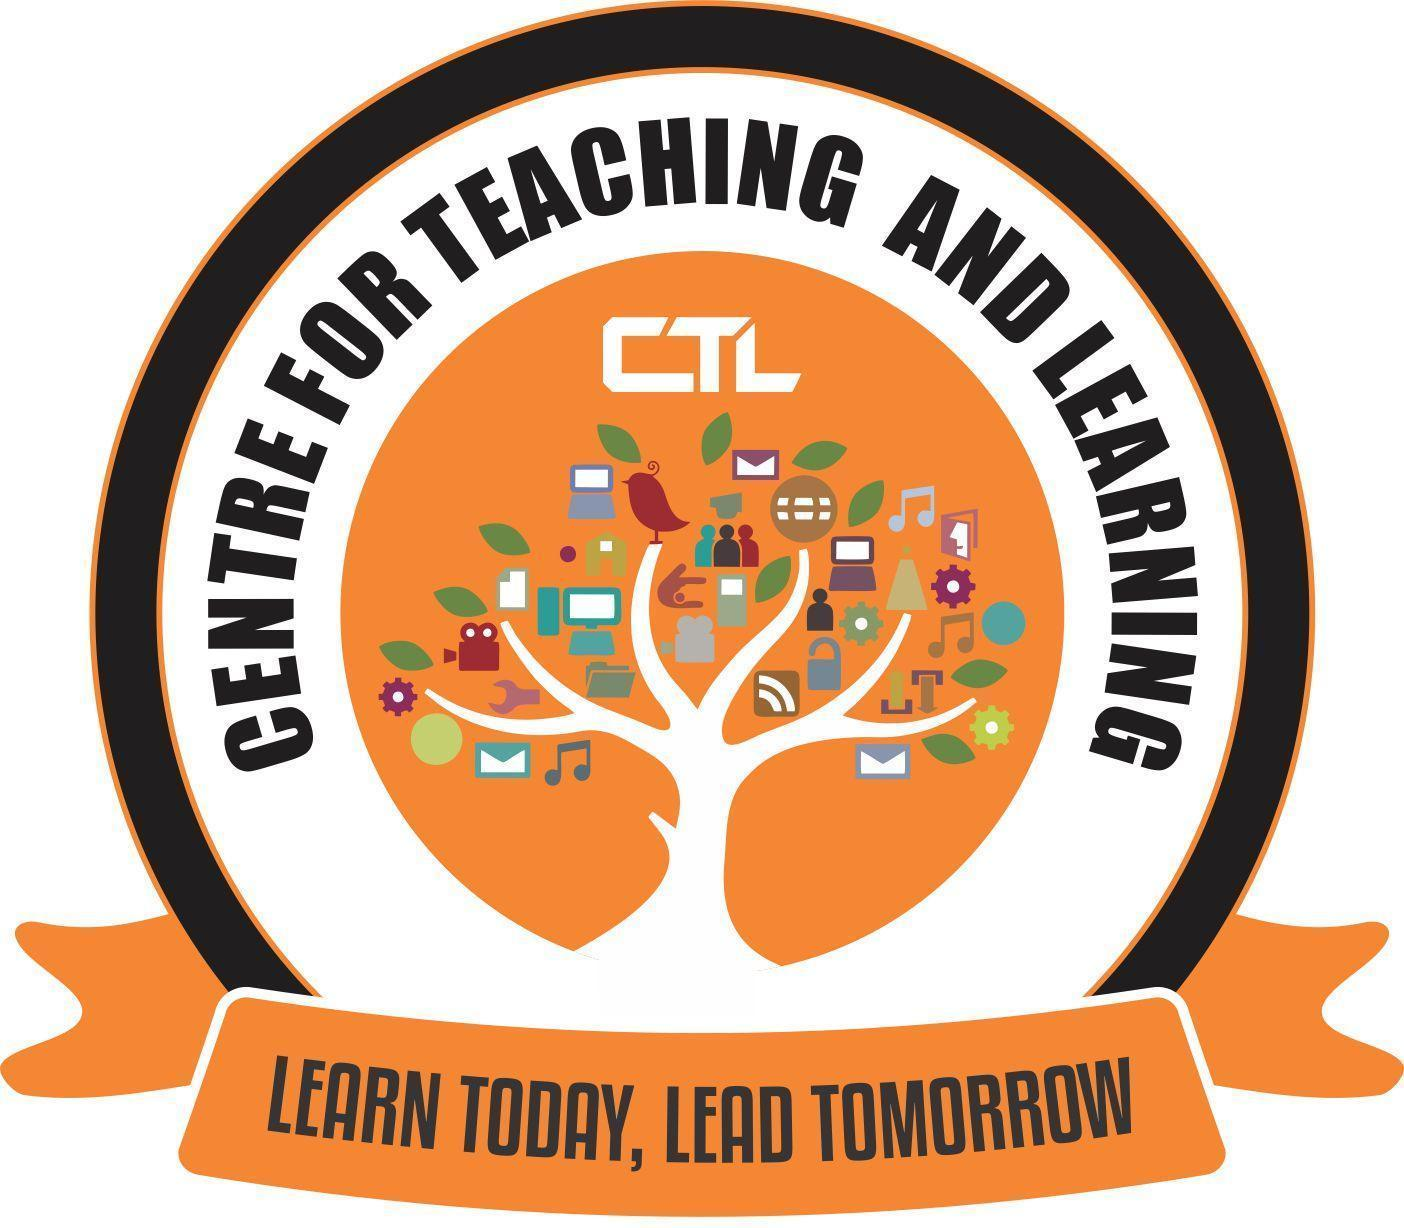 CENTRE FOR TEACHING AND LEARNING
CTL
LEARN TODAY, LEAD TOMORROW